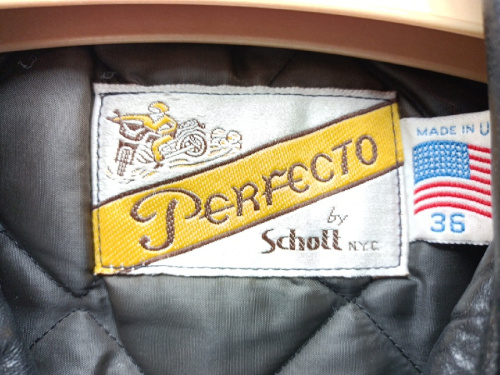 Perfecto
by
Schott N.Y.C.
MADE IN U
36